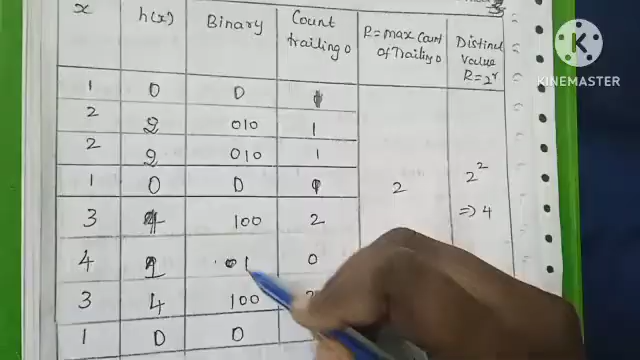 x h(x) Binary Count trailing 0 R=max Count of Trailing 0 Distinct Value R=2^r
KINEMASTER
1 0 0
2 2 010 1
2 2 010 1
1 0 0
2 2^2
3 4 100 2
=> 4
4 01 0
3 4 100
1 0 0